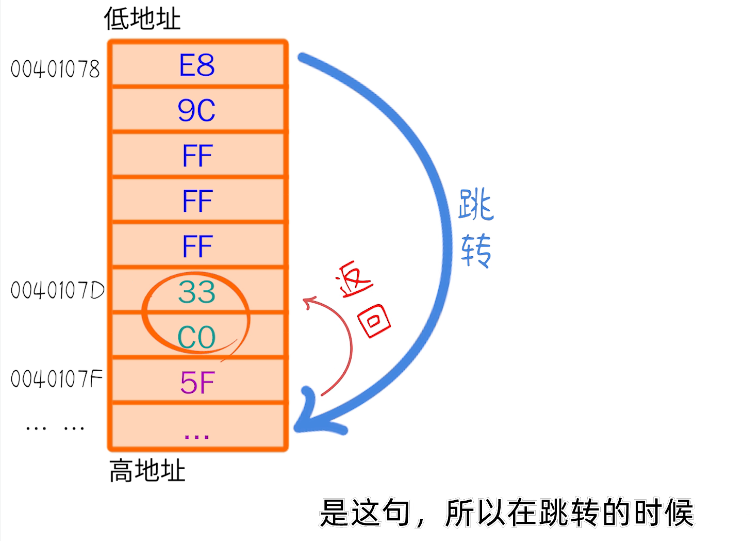 低地址
00401078 E8
9C
FF
FF
FF
0040107D 33
C0
0040107F 5F
... ... ...
高地址
跳转
返回
是这句，所以在跳转的时候